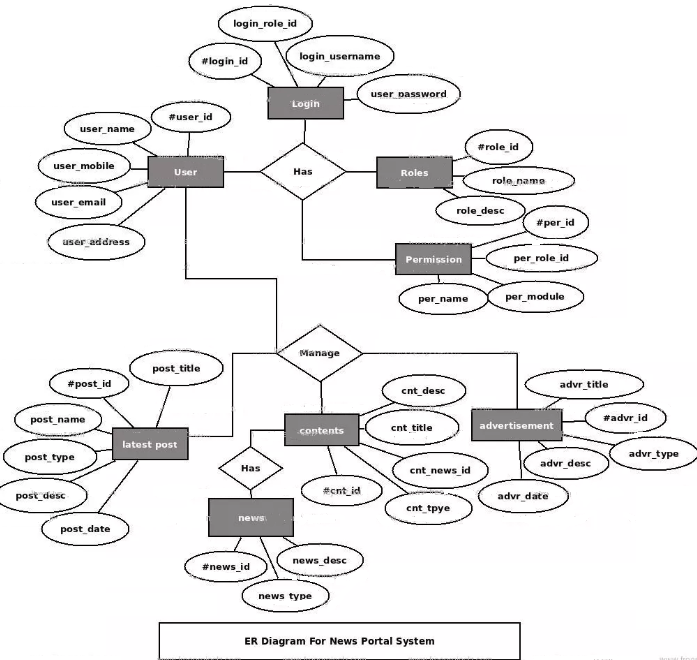 login_role_id
login_username
#login_id
user_password
Login
#user_id
user_name
user_mobile
user_email
user_address
User
Has
Roles
#role_id
role_name
role_desc
#per_id
Permission
per_role_id
per_name
per_module
Manage
post_title
#post_id
post_name
post_type
post_desc
post_date
latest post
contents
cnt_desc
cnt_title
cnt_news_id
#cnt_id
cnt_tpye
advertisement
advr_title
#advr_id
advr_type
advr_desc
advr_date
Has
news
#news_id
news_desc
news_type
ER Diagram For News Portal System